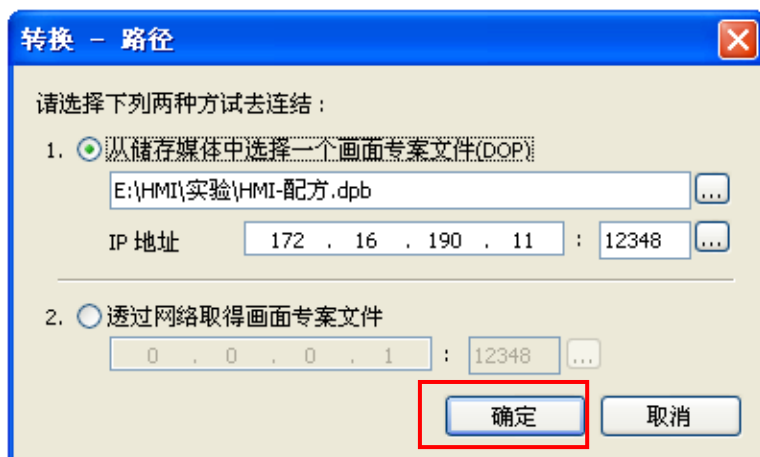 转换 - 路径
请选择下列两种方试去连结：
1. 从储存媒体中选择一个画面专案文件(DOP)
E:\HMI\实验\HMI-配方.dpb ...
IP 地址 172 . 16 . 190 . 11 : 12348 ...
2. 透过网络取得画面专案文件
0 . 0 . 0 . 1 : 12348 ...
确定 取消